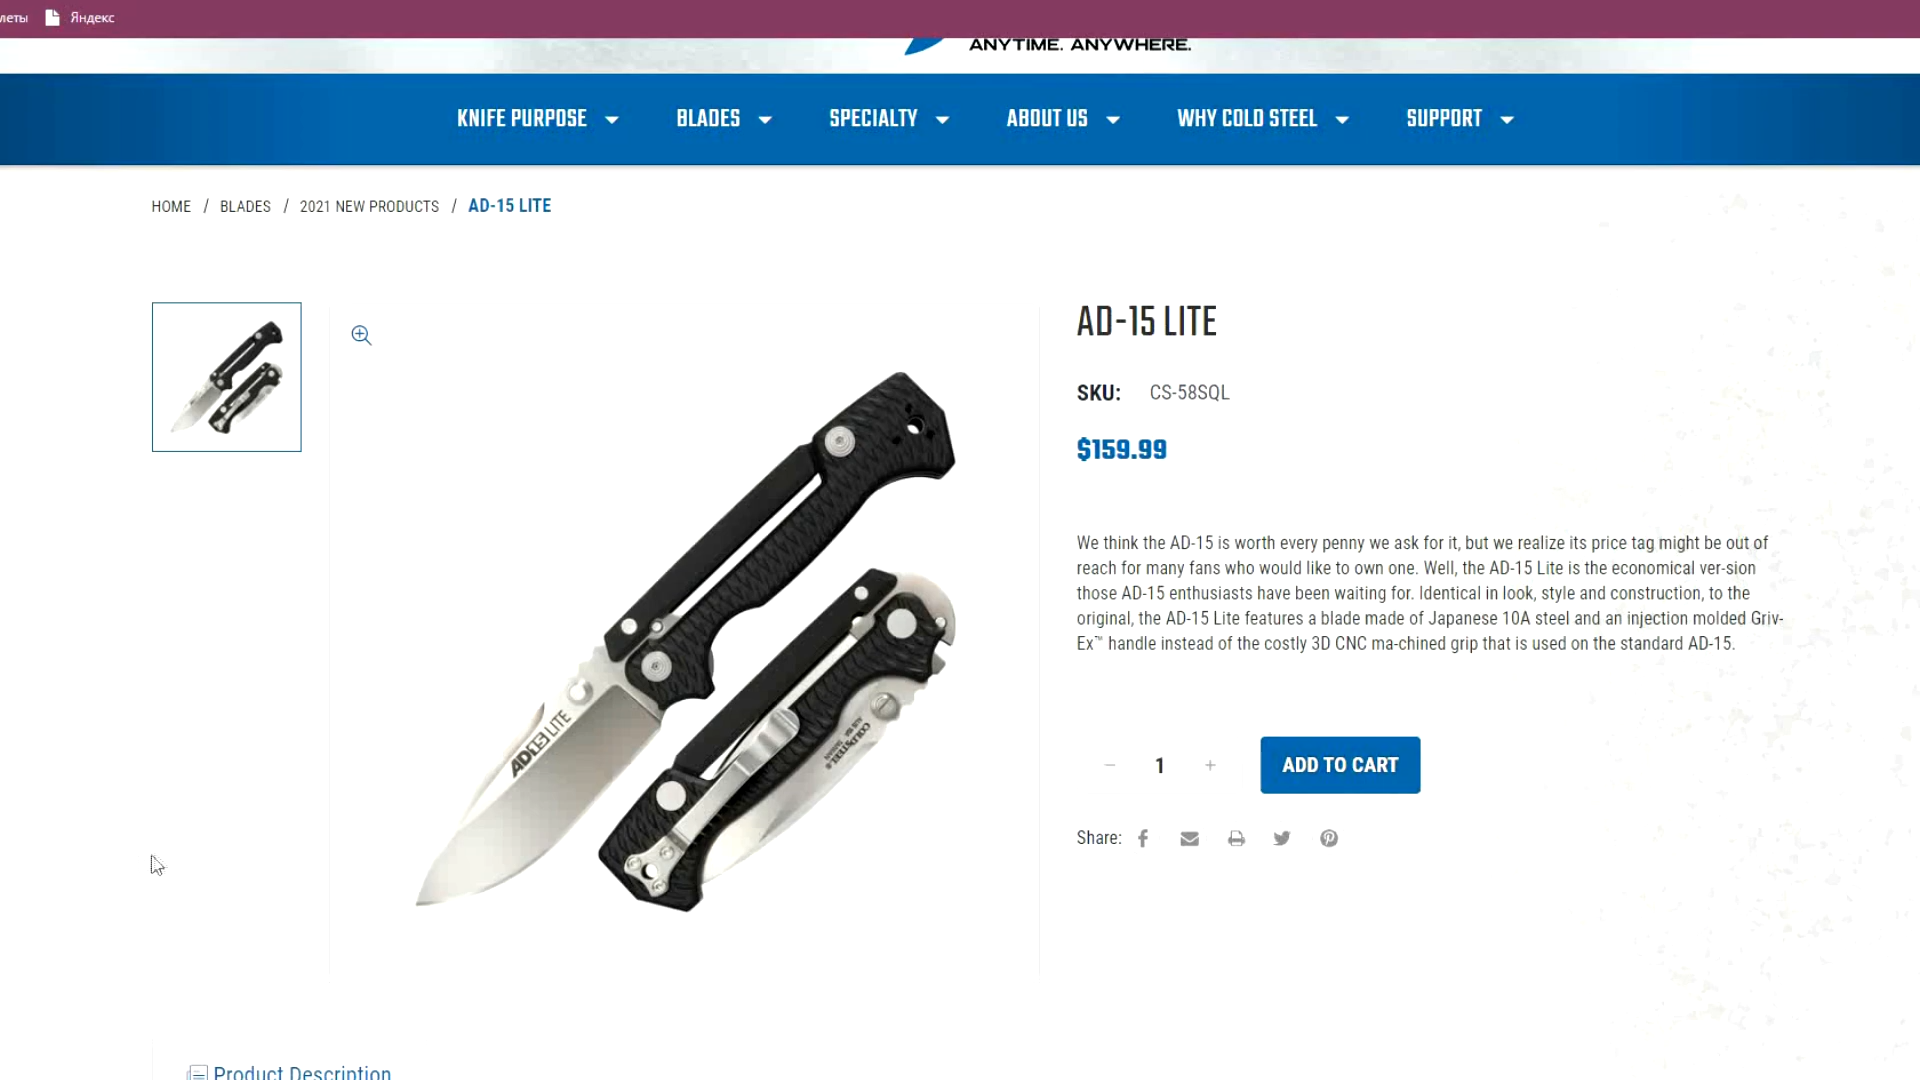 Яндекс
ANYTIME. ANYWHERE.
KNIFE PURPOSE BLADES SPECIALTY ABOUT US WHY COLD STEEL SUPPORT
HOME / BLADES / 2021 NEW PRODUCTS / AD-15 LITE
AD-15 LITE
SKU: CS-58SQL
$159.99
We think the AD-15 is worth every penny we ask for it, but we realize its price tag might be out of
reach for many fans who would like to own one. Well, the AD-15 Lite is the economical ver-sion
those AD-15 enthusiasts have been waiting for. Identical in look, style and construction, to the
original, the AD-15 Lite features a blade made of Japanese 10A steel and an injection molded Griv-
Ex™ handle instead of the costly 3D CNC ma-chined grip that is used on the standard AD-15.
AD15 LITE
COLD STEEL®
1 ADD TO CART
Share:
Product Description